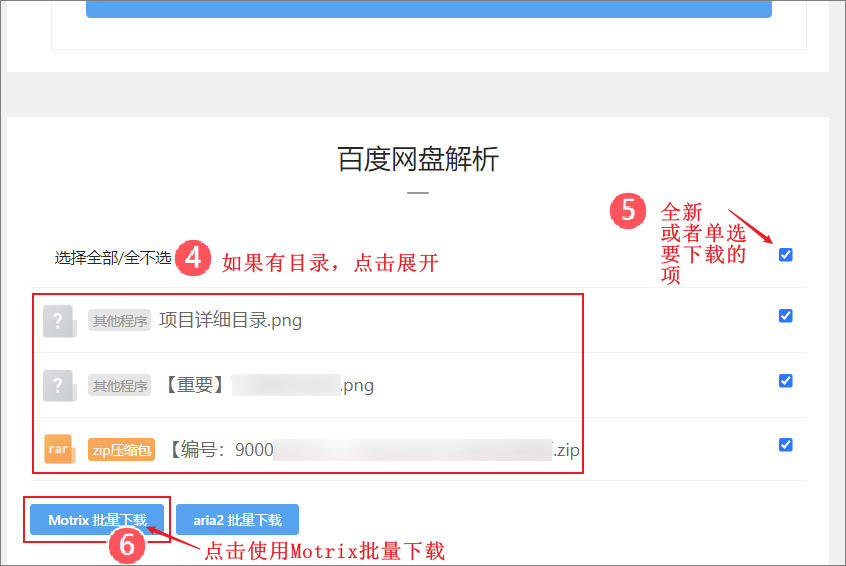 百度网盘解析
5
全新
或者单选
要下载的
项
选择全部/全不选
4
如果有目录，点击展开
?
其他程序
项目详细目录.png
?
其他程序
【重要】 .png
rar
zip压缩包
【编号：9000 .zip
Motrix 批量下载
aria2 批量下载
6
点击使用Motrix批量下载